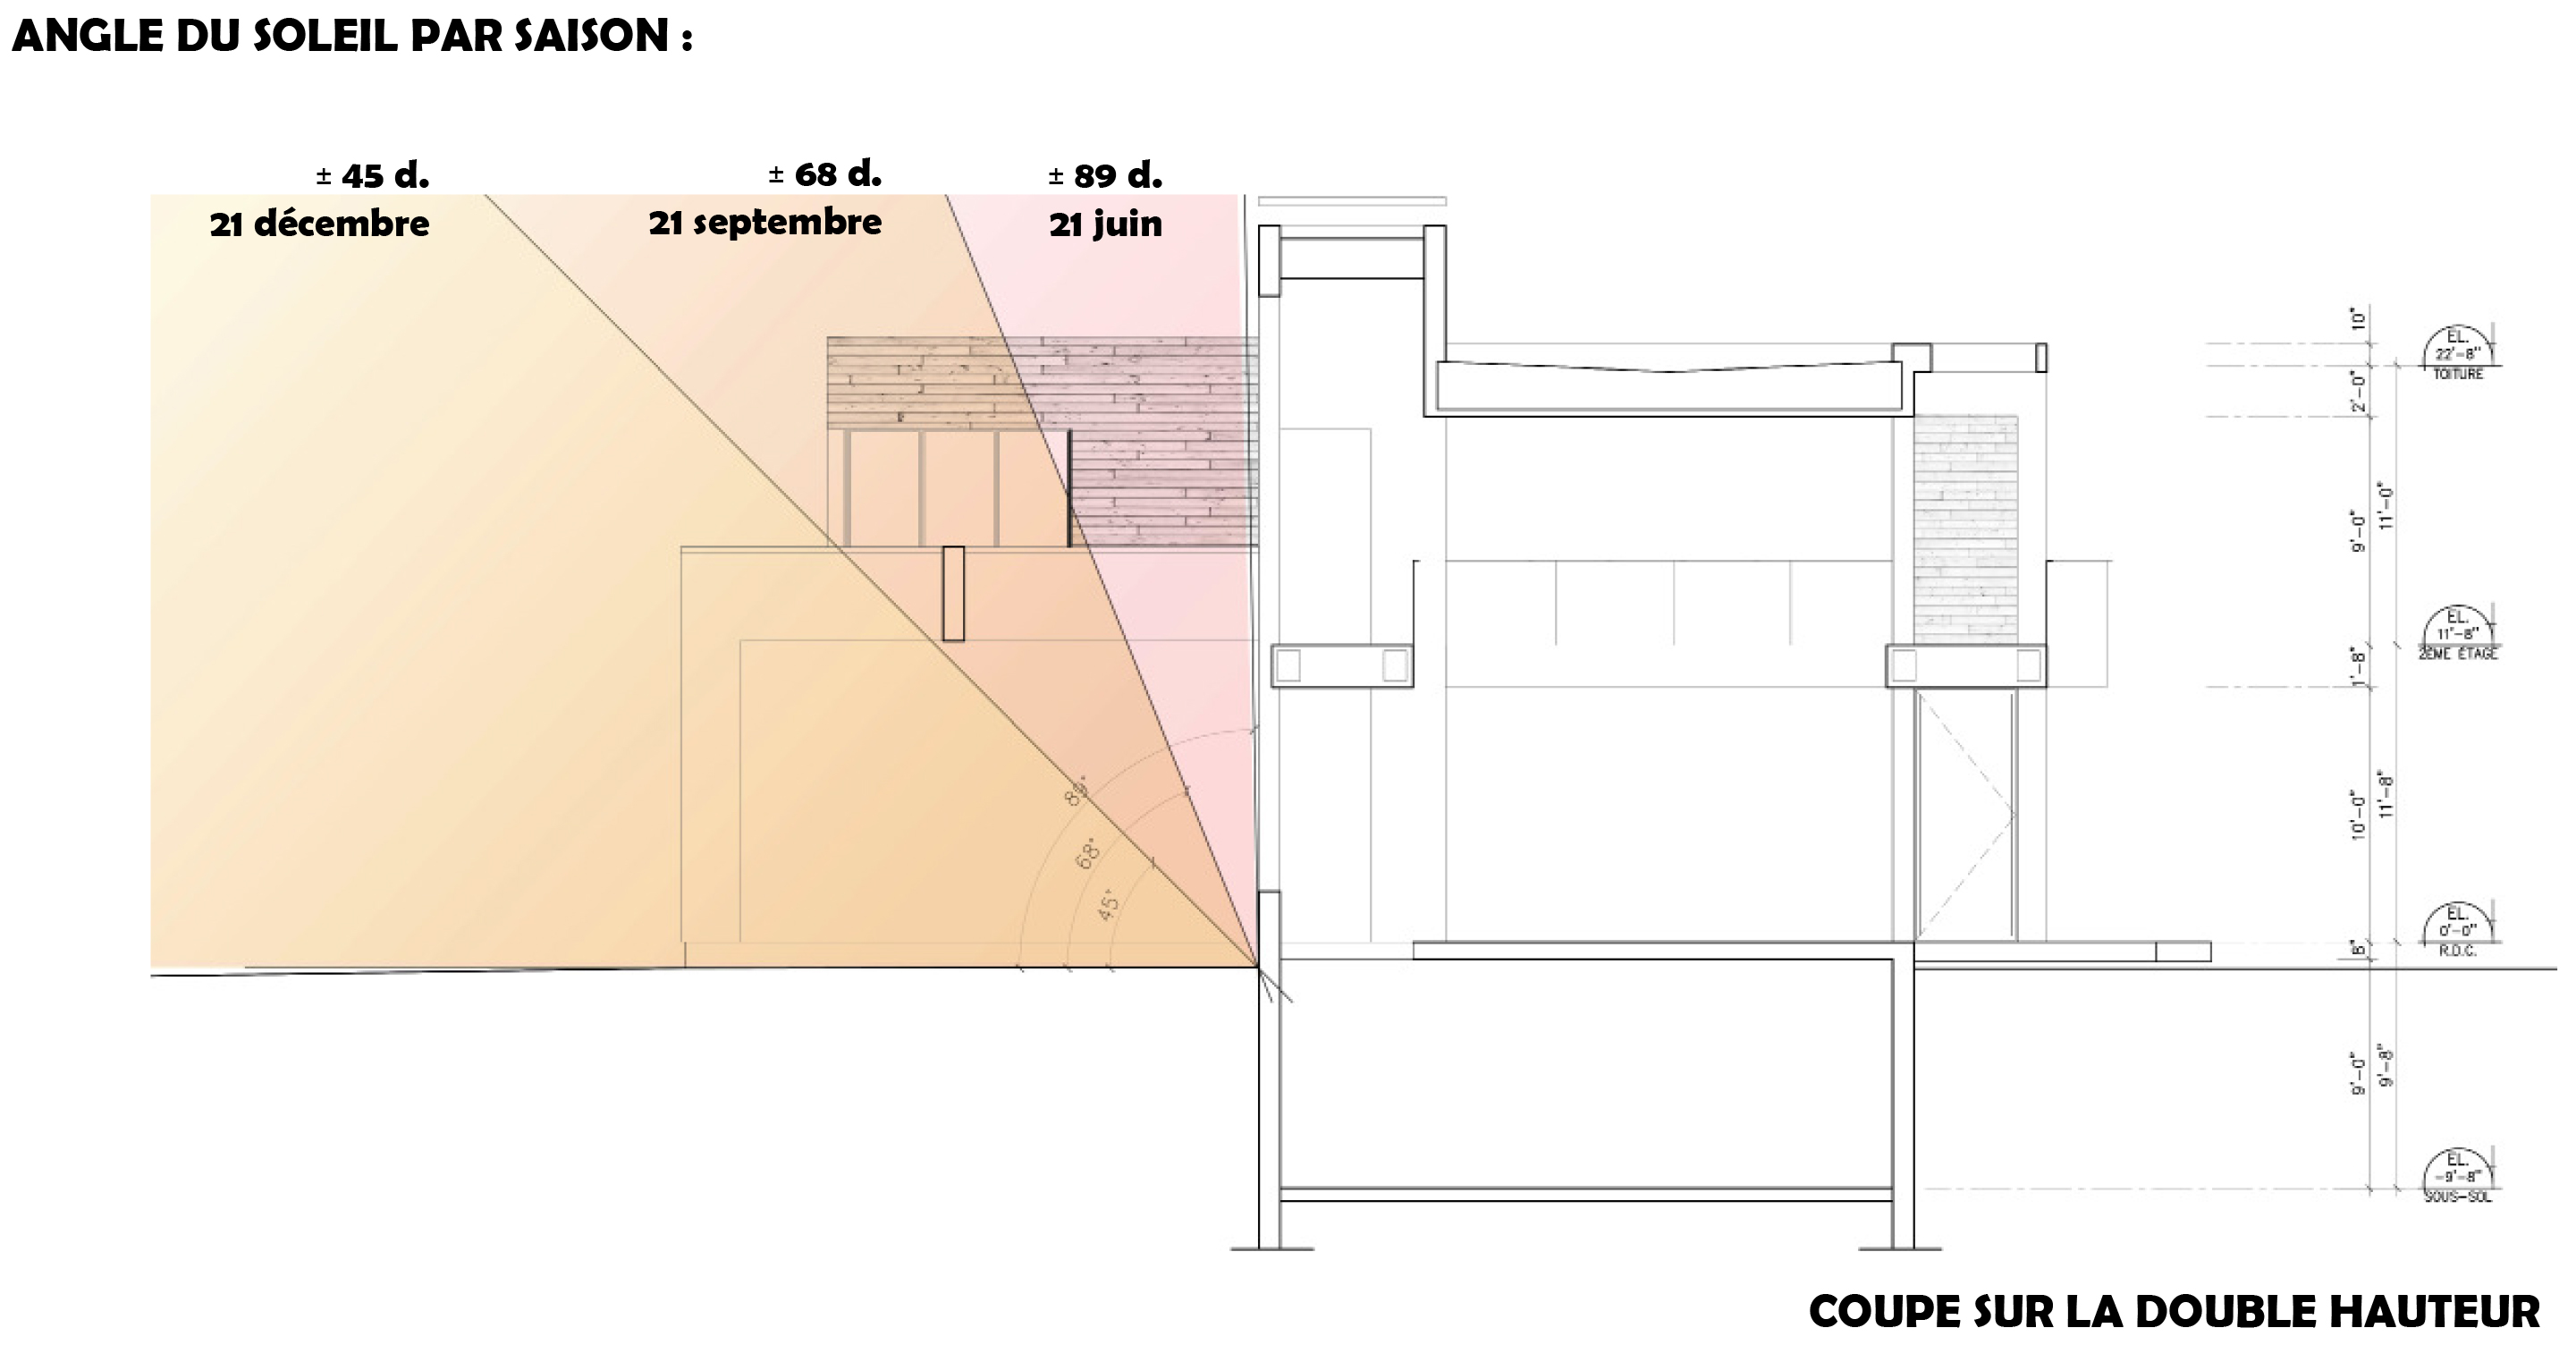 ANGLE DU SOLEIL PAR SAISON :
± 45 d.
21 décembre
± 68 d.
21 septembre
± 89 d.
21 juin
89°
68°
45°
10"
2'-0"
9'-0"
11'-0"
1'-8"
10'-0"
11'-8"
8"
9'-0"
9'-8"
EL.
22'-8"
TOITURE
EL.
11'-8"
2EME ÉTAGE
EL.
0'-0"
R.D.C.
EL.
-9'-8"
SOUS-SOL
COUPE SUR LA DOUBLE HAUTEUR